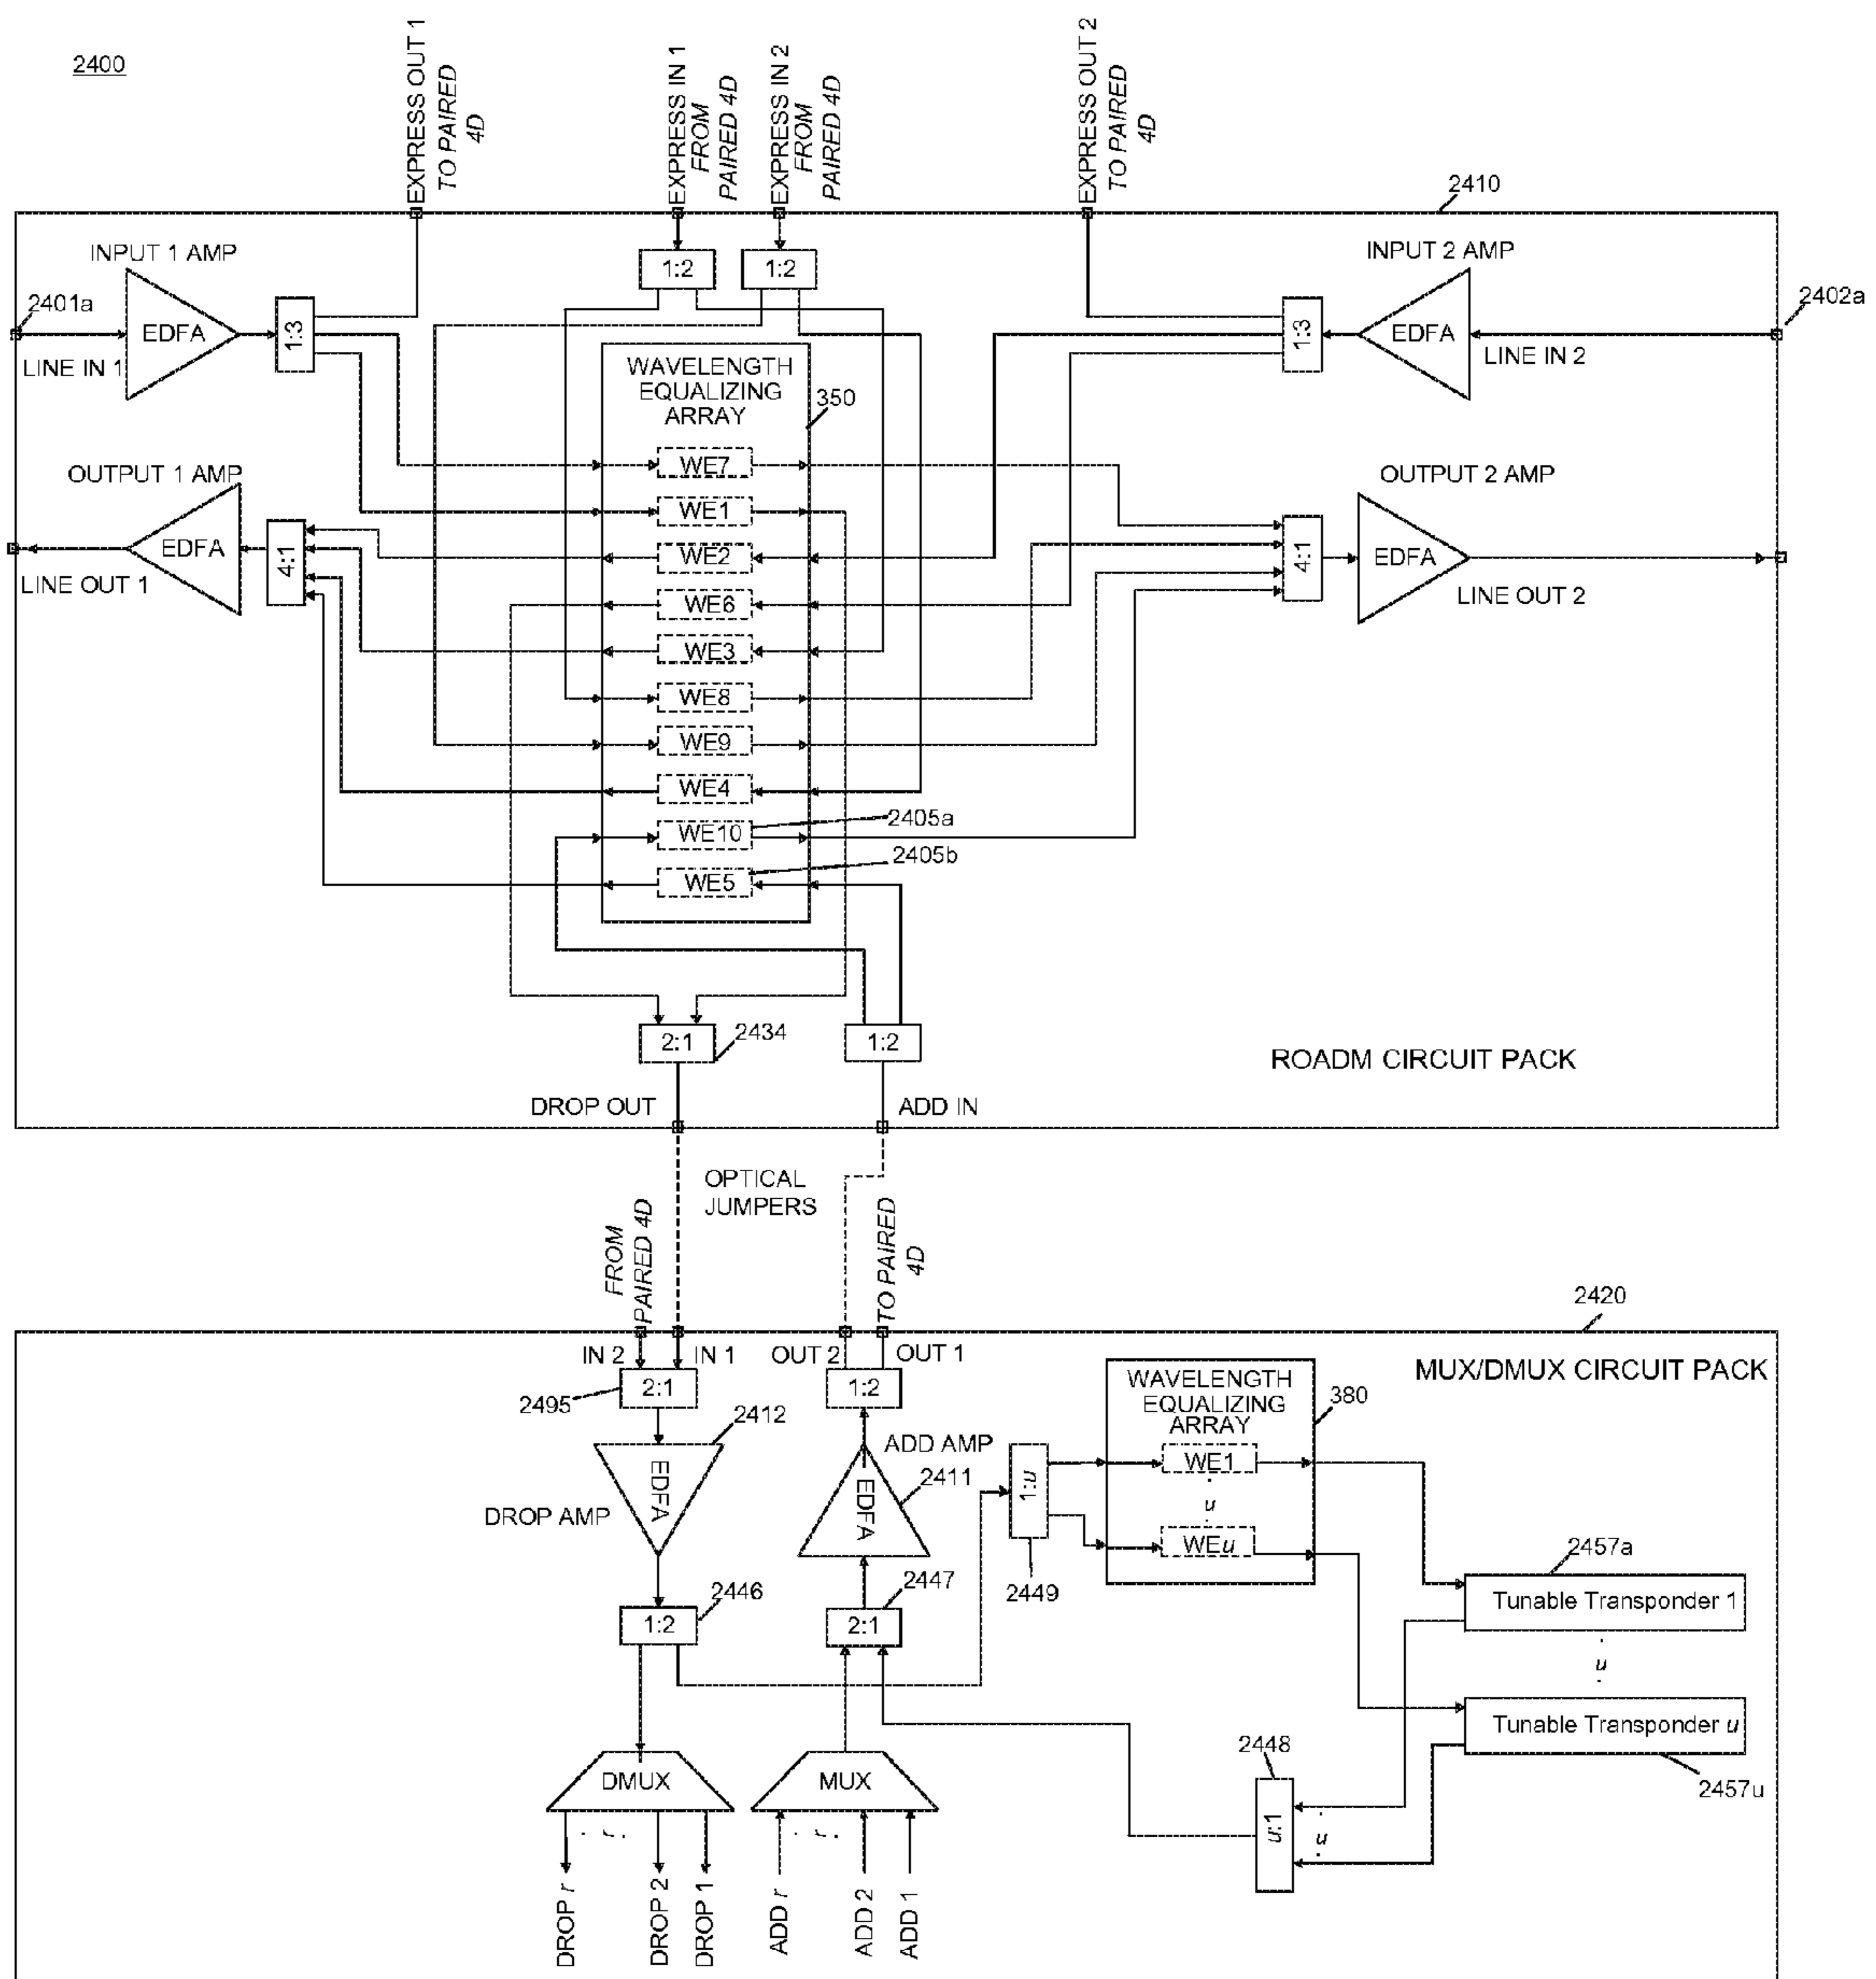 2400
EXPRESS OUT 1
TO PAIRED
4D
EXPRESS IN 1
FROM
PAIRED 4D
EXPRESS IN 2
FROM
PAIRED 4D
EXPRESS OUT 2
TO PAIRED
4D
2410
INPUT 1 AMP
2401a
EDFA
1:3
LINE IN 1
1:2
1:2
INPUT 2 AMP
1:3
EDFA
2402a
LINE IN 2
WAVELENGTH
EQUALIZING
ARRAY
350
WE7
WE1
WE2
WE6
WE3
WE8
WE9
WE4
WE10
WE5
2405a
2405b
OUTPUT 1 AMP
EDFA
4:1
LINE OUT 1
OUTPUT 2 AMP
4:1
EDFA
LINE OUT 2
2:1
2434
1:2
ROADM CIRCUIT PACK
DROP OUT
ADD IN
OPTICAL
JUMPERS
FROM
PAIRED 4D
TO PAIRED
4D
2420
MUX/DMUX CIRCUIT PACK
IN 2
IN 1
OUT 2
OUT 1
2:1
2495
1:2
2412
EDFA
DROP AMP
ADD AMP
2411
EDFA
1:u
2449
WAVELENGTH
EQUALIZING
ARRAY
380
WE1
u
WEu
2457a
Tunable Transponder 1
u
Tunable Transponder u
2457u
2446
1:2
2447
2:1
2448
u:1
u
DMUX
MUX
r
r
DROP r
DROP 2
DROP 1
ADD r
ADD 2
ADD 1